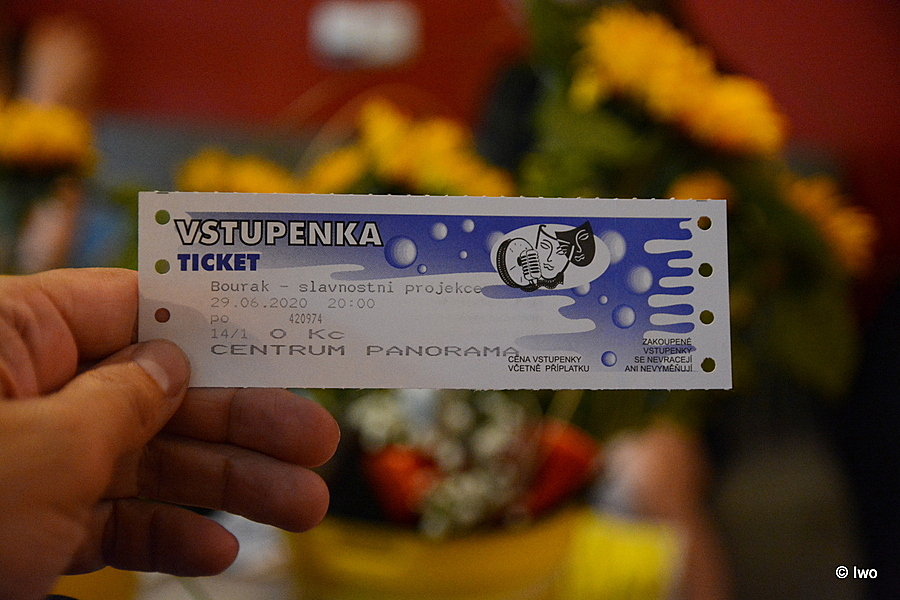 VSTUPENKA
TICKET
Bourak - slavnostni projekce
29.06.2020 20:00
po 420974
14/1 0 Kc
CENTRUM PANORAMA
CENA VSTUPENKY
VČETNĚ PŘÍPLATKU
ZAKOUPENÉ
VSTUPENKY
SE NEVRACEJÍ
ANI NEVYMĚŇUJÍ
© Iwo